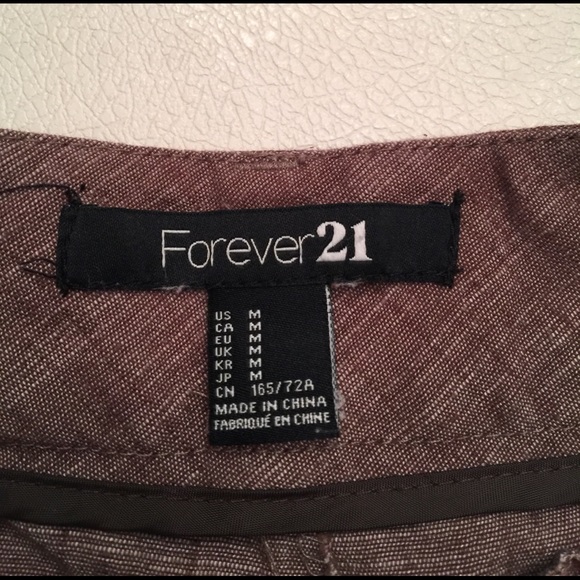 Forever21
US M
CA M
EU M
UK M
KR M
JP M
CN 165/72A
MADE IN CHINA
FABRIQUÉ EN CHINE